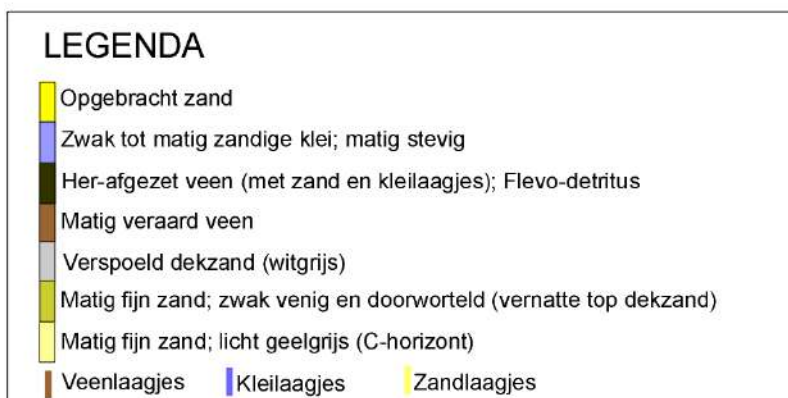 LEGENDA
Opgebracht zand
Zwak tot matig zandige klei; matig stevig
Her-afgezet veen (met zand en kleilaagjes); Flevo-detritus
Matig veraard veen
Verspoeld dekzand (witgrijs)
Matig fijn zand; zwak venig en doorworteld (vernatte top dekzand)
Matig fijn zand; licht geelgrijs (C-horizont)
Veenlaagjes Kleilaagjes Zandlaagjes